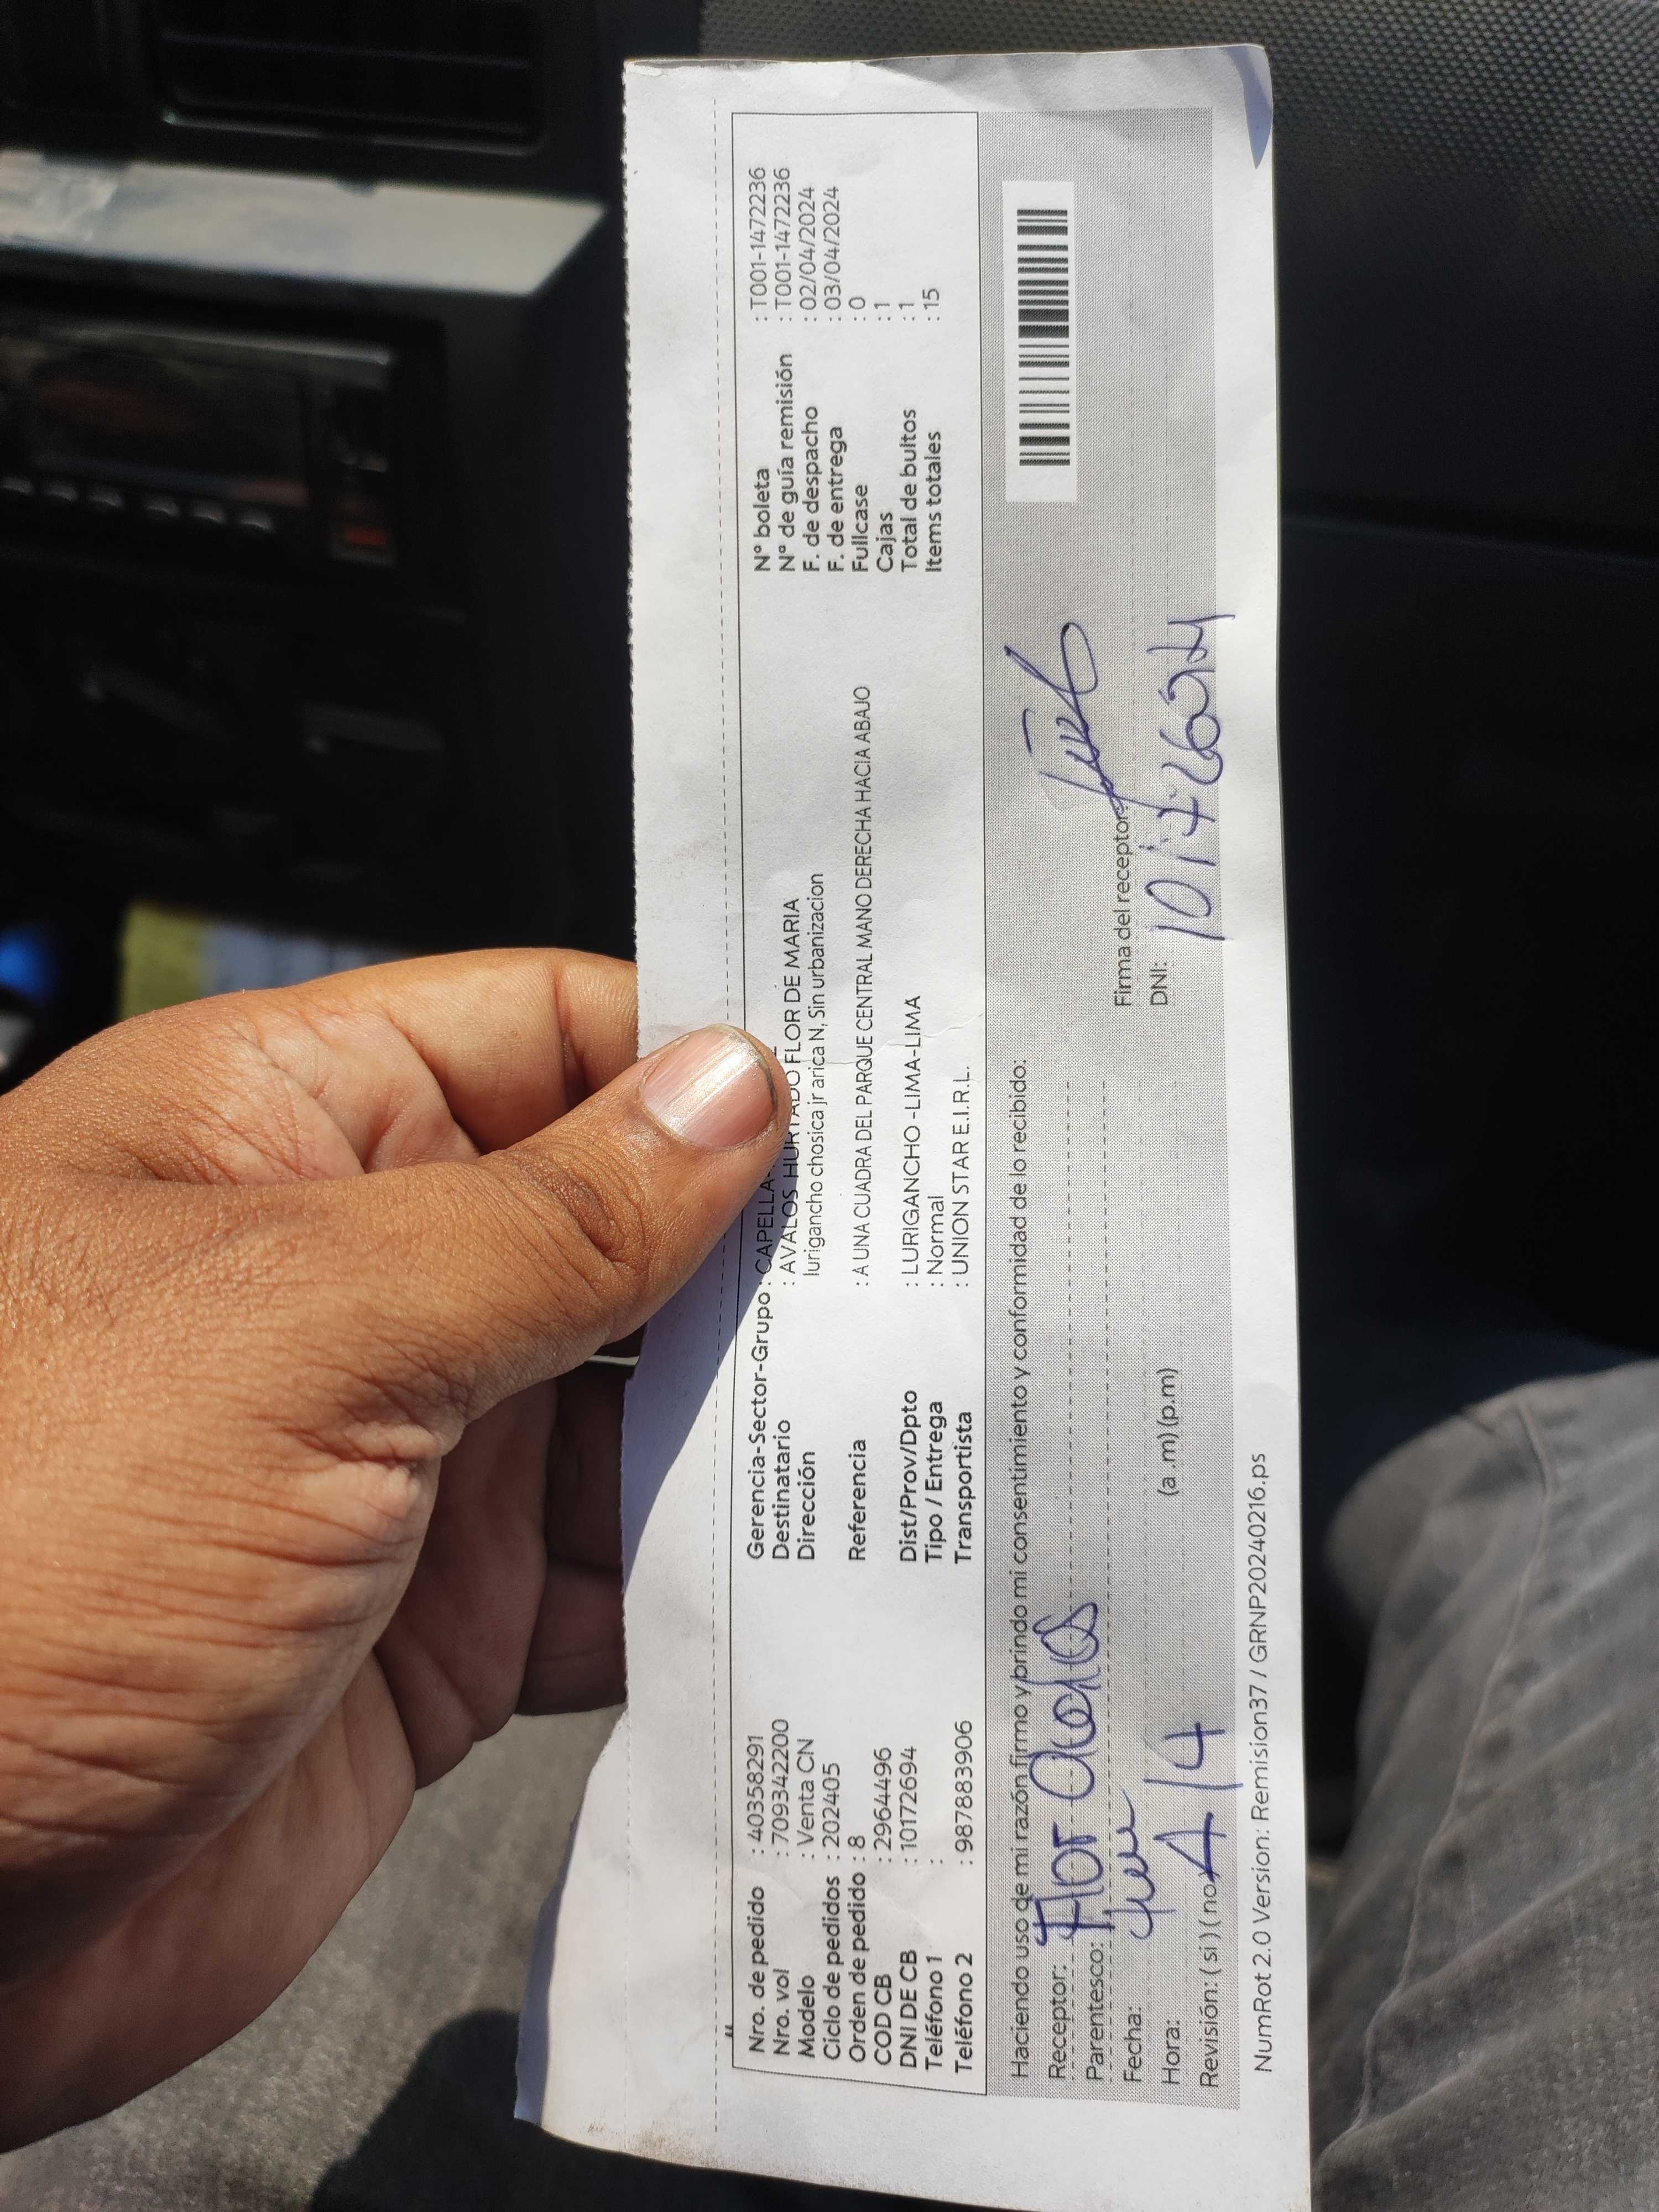 Nro. de pedido : 40358291
Nro. vol : 709342200
Modelo : Venta CN
Ciclo de pedidos : 202405
Orden de pedido : 8
COD CB : 29644496
DNI DE CB : 10172694
Teléfono 1 :
Teléfono 2 : 987883906
Gerencia-Sector-Grupo : CAPELLA
Destinatario : AVALOS HURTADO FLOR DE MARIA
Dirección lurigancho chosica jr arica N, Sin urbanizacion
Referencia : A UNA CUADRA DEL PARQUE CENTRAL MANO DERECHA HACIA ABAJO
Dist/Prov/Dpto : LURIGANCHO -LIMA-LIMA
Tipo / Entrega : Normal
Transportista : UNION STAR E.I.R.L.
N° boleta : T001-1472236
N° de guía remisión : T001-1472236
F. de despacho : 02/04/2024
F. de entrega : 03/04/2024
Fullcase : 0
Cajas : 1
Total de bultos : 1
Items totales : 15
Haciendo uso de mi razón firmo y brindo mi consentimiento y conformidad de lo recibido:
Receptor: Flor
Parentesco:
Fecha:
Hora: (a .m) (p.m)
Revisión: ( si ) ( no
Firma del receptor:
DNI:
NumRot 2.0 Version: Remision37 / GRNP20240216.ps